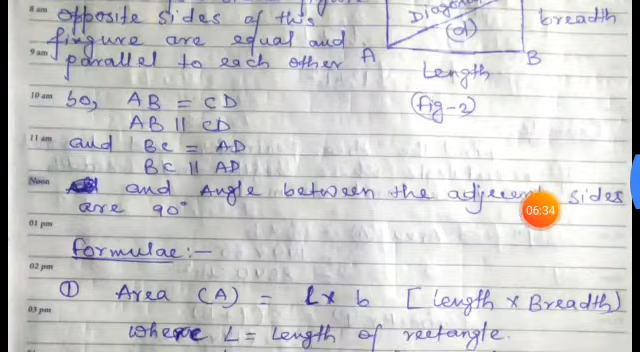 8 am
opposite sides of this
Diagonal
breadth
fingure are equal and
(d)
9 am
parallel to each other
A
B
Length
10 am
So, AB = CD
(fig-2)
AB || CD
11 am
and BC = AD
BC || AD
Noon
and Angle between the adjecent sides
06:34
are 90°
01 pm
formulae:-
02 pm
① Area (A) = L × b [Length × Breadth)
03 pm
where L = Length of rectangle.